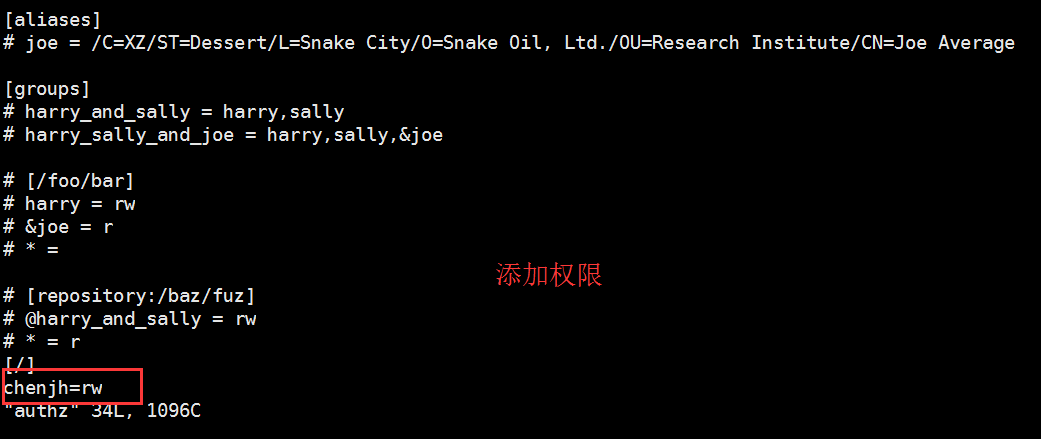 [aliases]
# joe = /C=XZ/ST=Dessert/L=Snake City/O=Snake Oil, Ltd./OU=Research Institute/CN=Joe Average
[groups]
# harry_and_sally = harry,sally
# harry_sally_and_joe = harry,sally,&joe
# [/foo/bar]
# harry = rw
# &joe = r
# * =
添加权限
# [repository:/baz/fuz]
# @harry_and_sally = rw
# * = r
[/]
chenjh=rw
"authz" 34L, 1096C